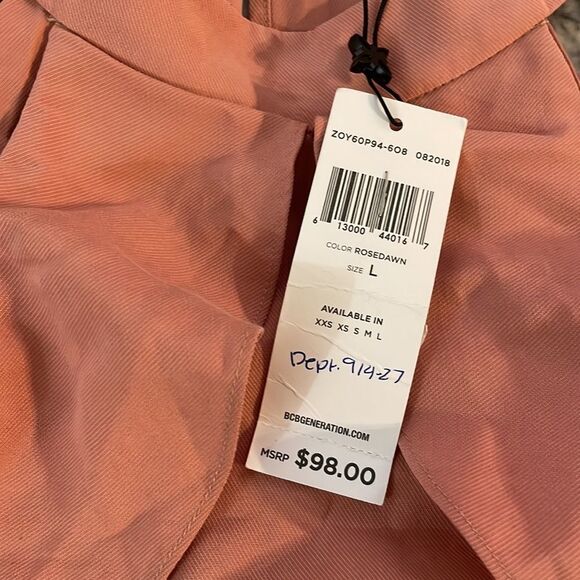 ZOY60P94-608 082018
6 13000 44016 7
COLOR ROSEDAWN
SIZE L
AVAILABLE IN
XXS XS S M L
Dept. 914-27
BCBGENERATION.COM
MSRP $98.00